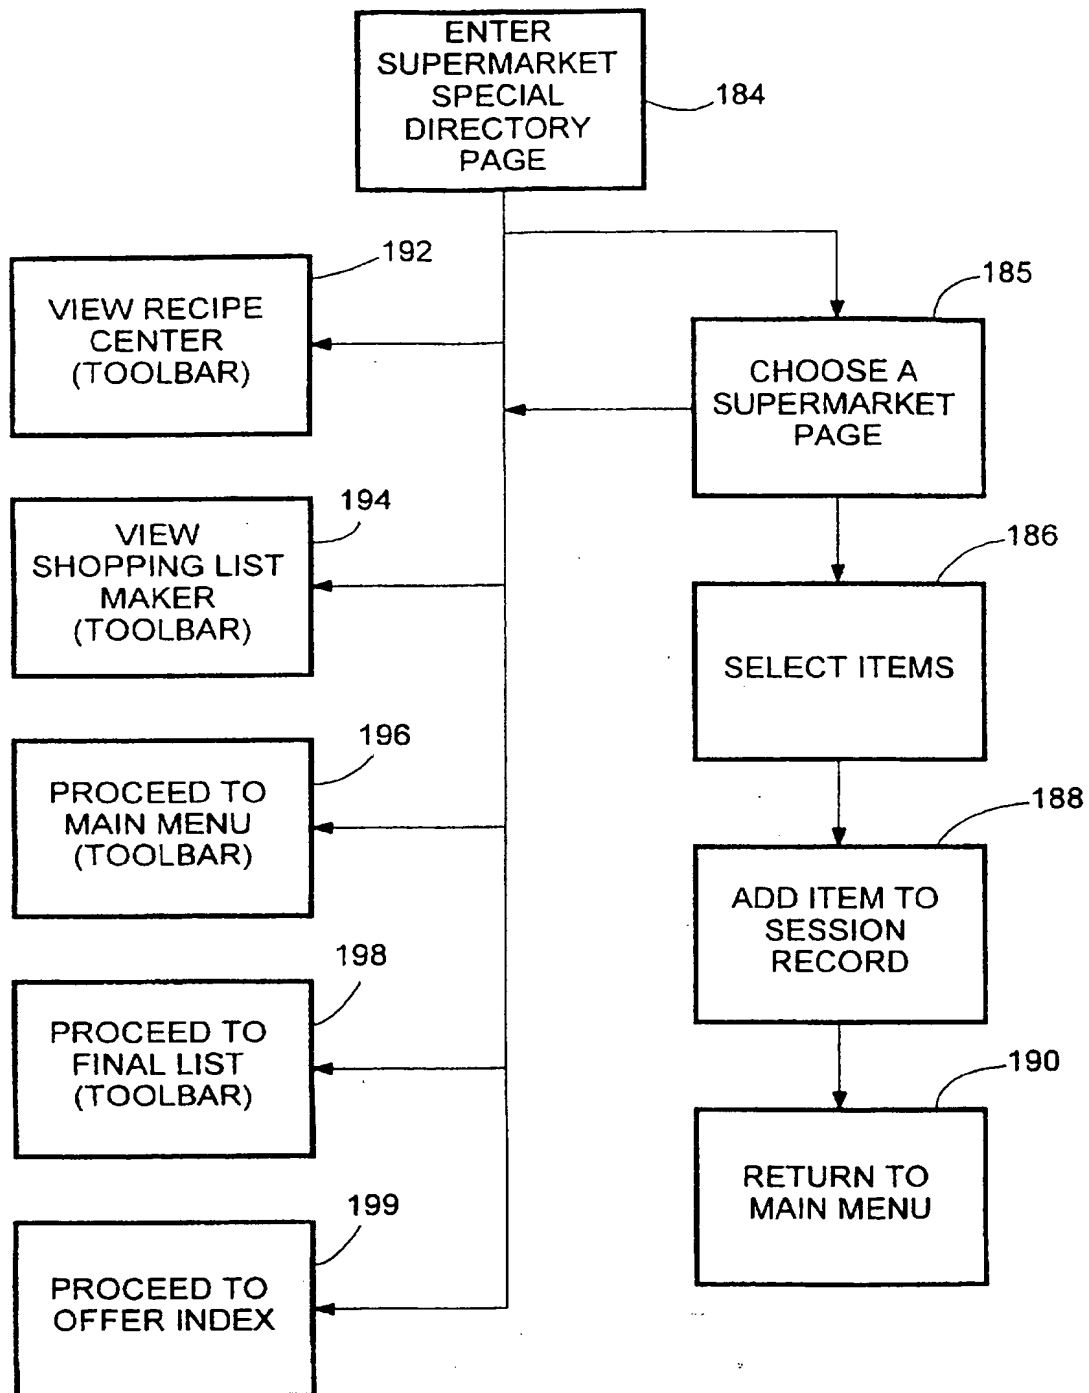 ENTER
SUPERMARKET
SPECIAL
DIRECTORY
PAGE
184
192
VIEW RECIPE
CENTER
(TOOLBAR)
185
CHOOSE A
SUPERMARKET
PAGE
194
VIEW
SHOPPING LIST
MAKER
(TOOLBAR)
186
SELECT ITEMS
196
PROCEED TO
MAIN MENU
(TOOLBAR)
188
ADD ITEM TO
SESSION
RECORD
198
PROCEED TO
FINAL LIST
(TOOLBAR)
190
RETURN TO
MAIN MENU
199
PROCEED TO
OFFER INDEX